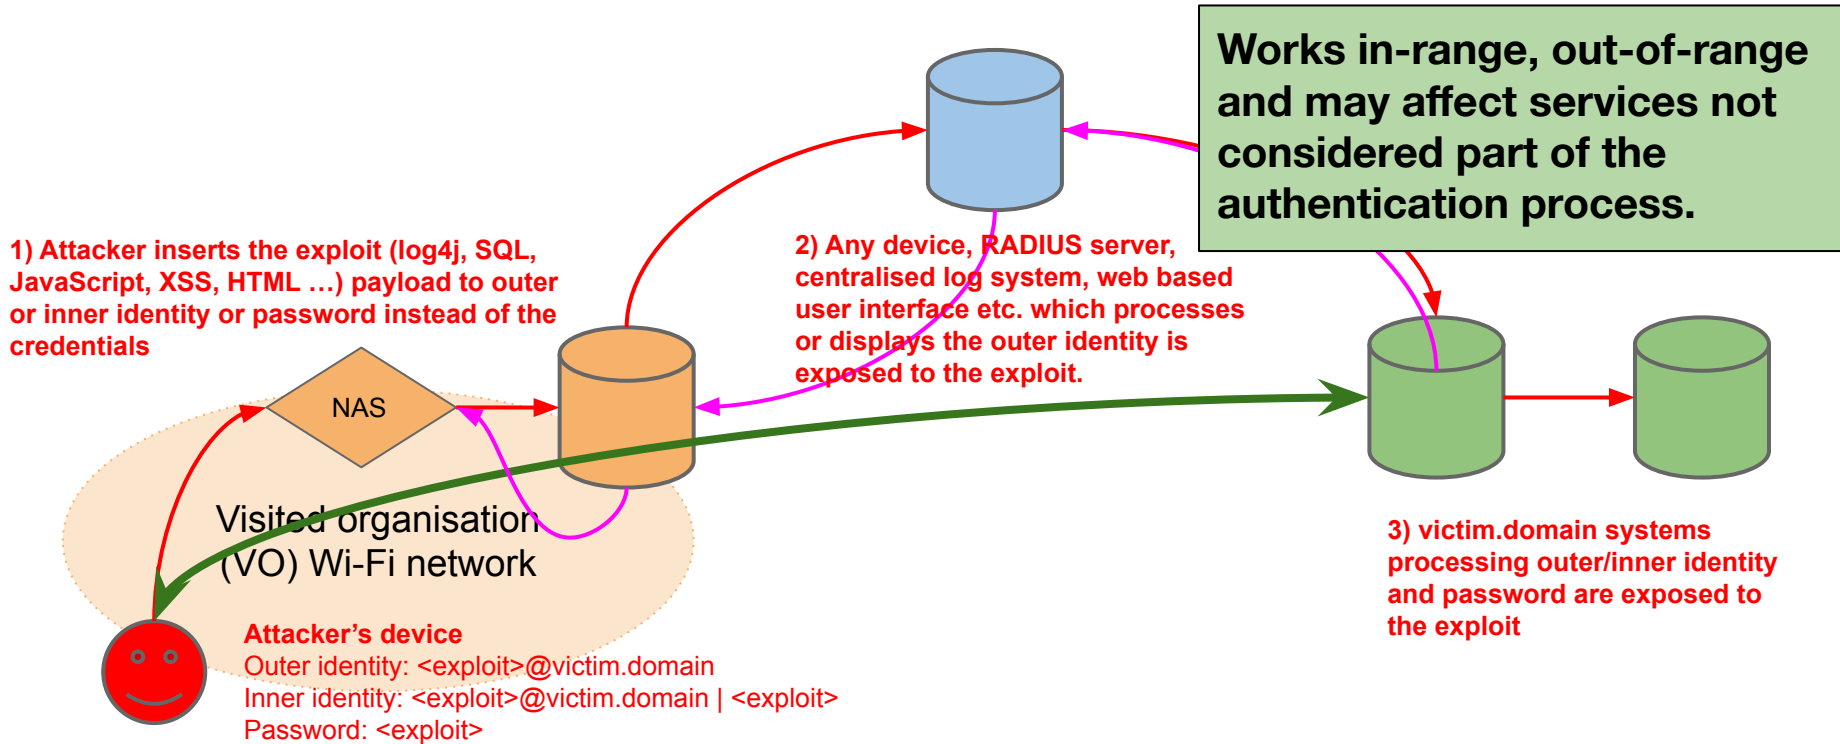 Works in-range, out-of-range
and may affect services not
considered part of the
authentication process.
1) Attacker inserts the exploit (log4j, SQL,
JavaScript, XSS, HTML …) payload to outer
or inner identity or password instead of the
credentials
2) Any device, RADIUS server,
centralised log system, web based
user interface etc. which processes
or displays the outer identity is
exposed to the exploit.
NAS
Visited organisation
(VO) Wi-Fi network
3) victim.domain systems
processing outer/inner identity
and password are exposed to
the exploit
Attacker’s device
Outer identity: <exploit>@victim.domain
Inner identity: <exploit>@victim.domain | <exploit>
Password: <exploit>